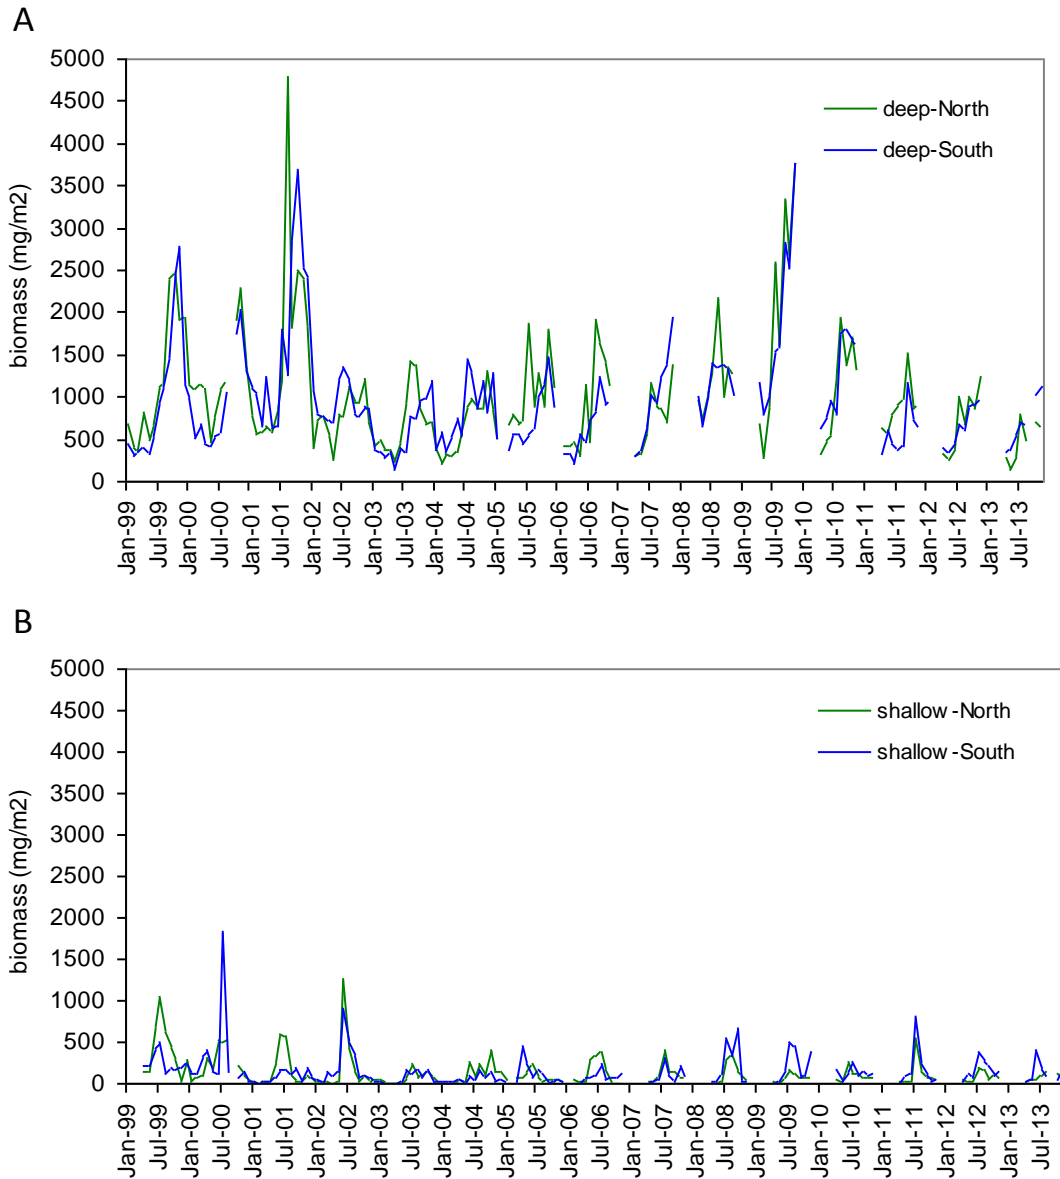 A
5000
4500
4000
3500
3000
2500
2000
1500
1000
500
0
biomass (mg/m2)
deep-North
deep-South
Jan-99
Jul-99
Jan-00
Jul-00
Jan-01
Jul-01
Jan-02
Jul-02
Jan-03
Jul-03
Jan-04
Jul-04
Jan-05
Jul-05
Jan-06
Jul-06
Jan-07
Jul-07
Jan-08
Jul-08
Jan-09
Jul-09
Jan-10
Jul-10
Jan-11
Jul-11
Jan-12
Jul-12
Jan-13
Jul-13
B
5000
4500
4000
3500
3000
2500
2000
1500
1000
500
0
biomass (mg/m2)
shallow-North
shallow-South
Jan-99
Jul-99
Jan-00
Jul-00
Jan-01
Jul-01
Jan-02
Jul-02
Jan-03
Jul-03
Jan-04
Jul-04
Jan-05
Jul-05
Jan-06
Jul-06
Jan-07
Jul-07
Jan-08
Jul-08
Jan-09
Jul-09
Jan-10
Jul-10
Jan-11
Jul-11
Jan-12
Jul-12
Jan-13
Jul-13